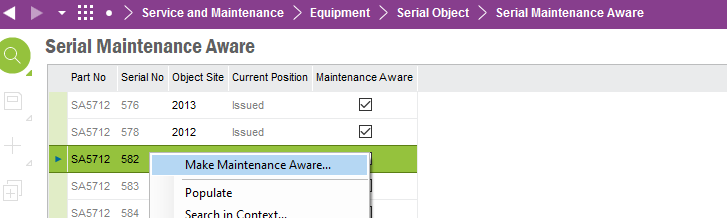 Service and Maintenance > Equipment > Serial Object > Serial Maintenance Aware
Serial Maintenance Aware
Part No Serial No Object Site Current Position Maintenance Aware
SA5712 576 2013 Issued
SA5712 578 2012 Issued
SA5712 582 Make Maintenance Aware...
SA5712 583 Populate
SA5712 584 Search in Context...